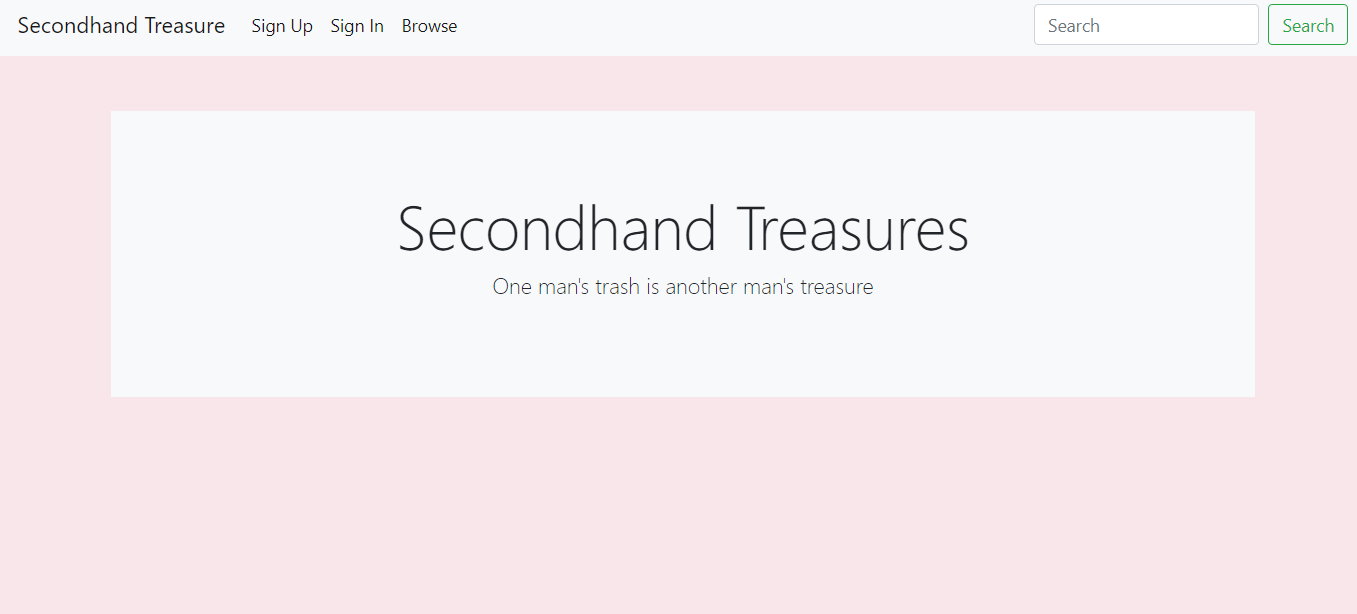 Secondhand Treasure Sign Up Sign In Browse Search Search
Secondhand Treasures
One man's trash is another man's treasure